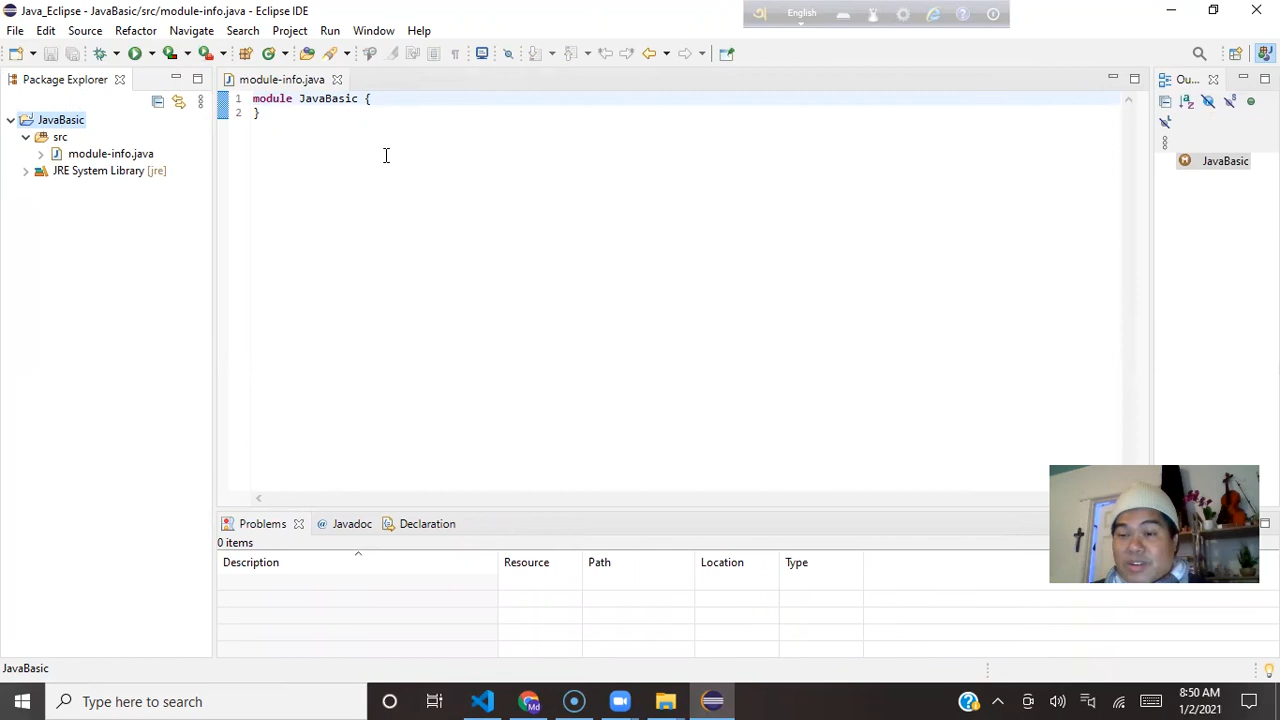 Java_Eclipse - JavaBasic/src/module-info.java - Eclipse IDE
English
File Edit Source Refactor Navigate Search Project Run Window Help
Package Explorer
module-info.java
Ou...
1 module JavaBasic {
2 }
JavaBasic
src
module-info.java
JRE System Library [jre]
JavaBasic
Problems @ Javadoc Declaration
0 items
Description Resource Path Location Type
JavaBasic
Type here to search
Md
8:50 AM
1/2/2021